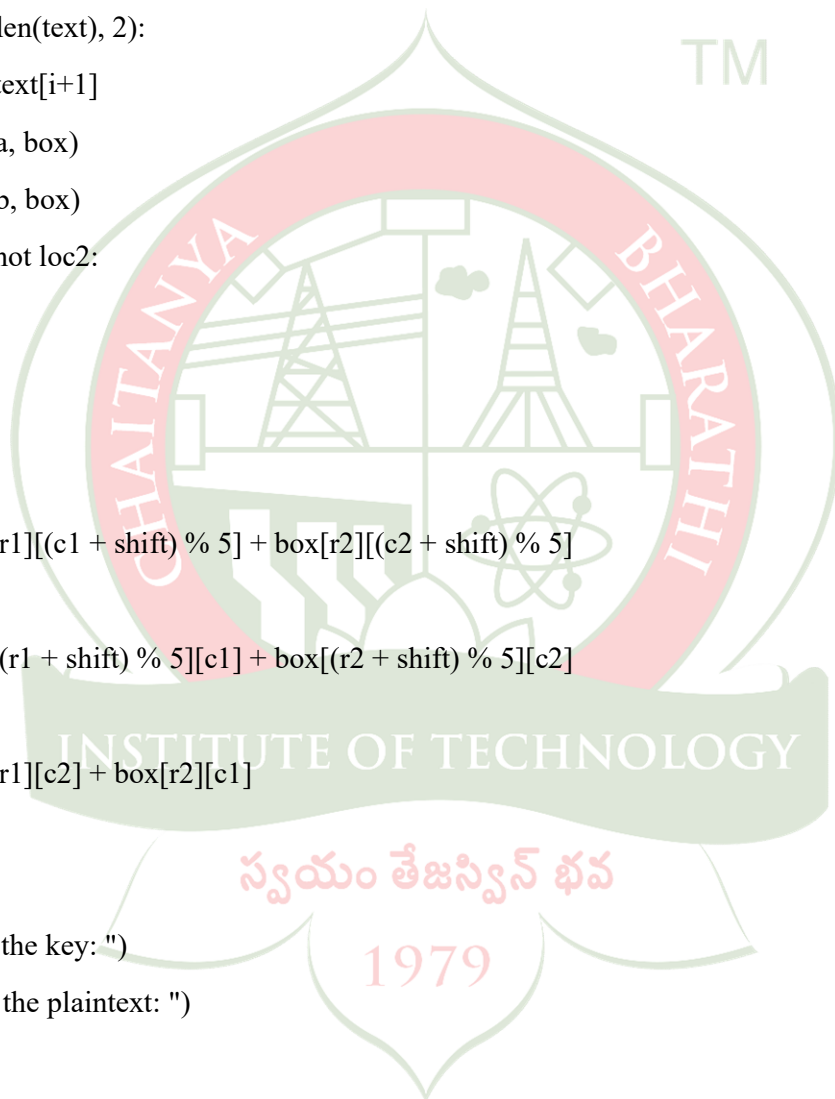 len(text), 2):
TM
text[i+1]
a, box)
o, box)
not loc2:
CHAITANYA BHARATHI
r1][(c1 + shift) % 5] + box[r2][(c2 + shift) % 5]
(r1 + shift) % 5][c1] + box[(r2 + shift) % 5][c2]
INSTITUTE OF TECHNOLOGY
r1][c2] + box[r2][c1]
స్వయం తేజస్విన్ భవ
the key: ")
1979
the plaintext: ")